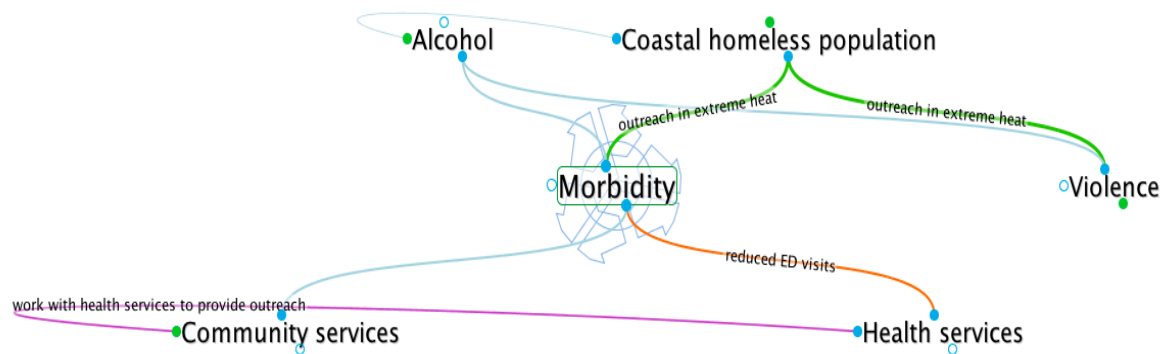 Alcohol
Coastal homeless population
outreach in extreme heat
outreach in extreme heat
Morbidity
Violence
reduced ED visits
work with health services to provide outreach
Community services
Health services